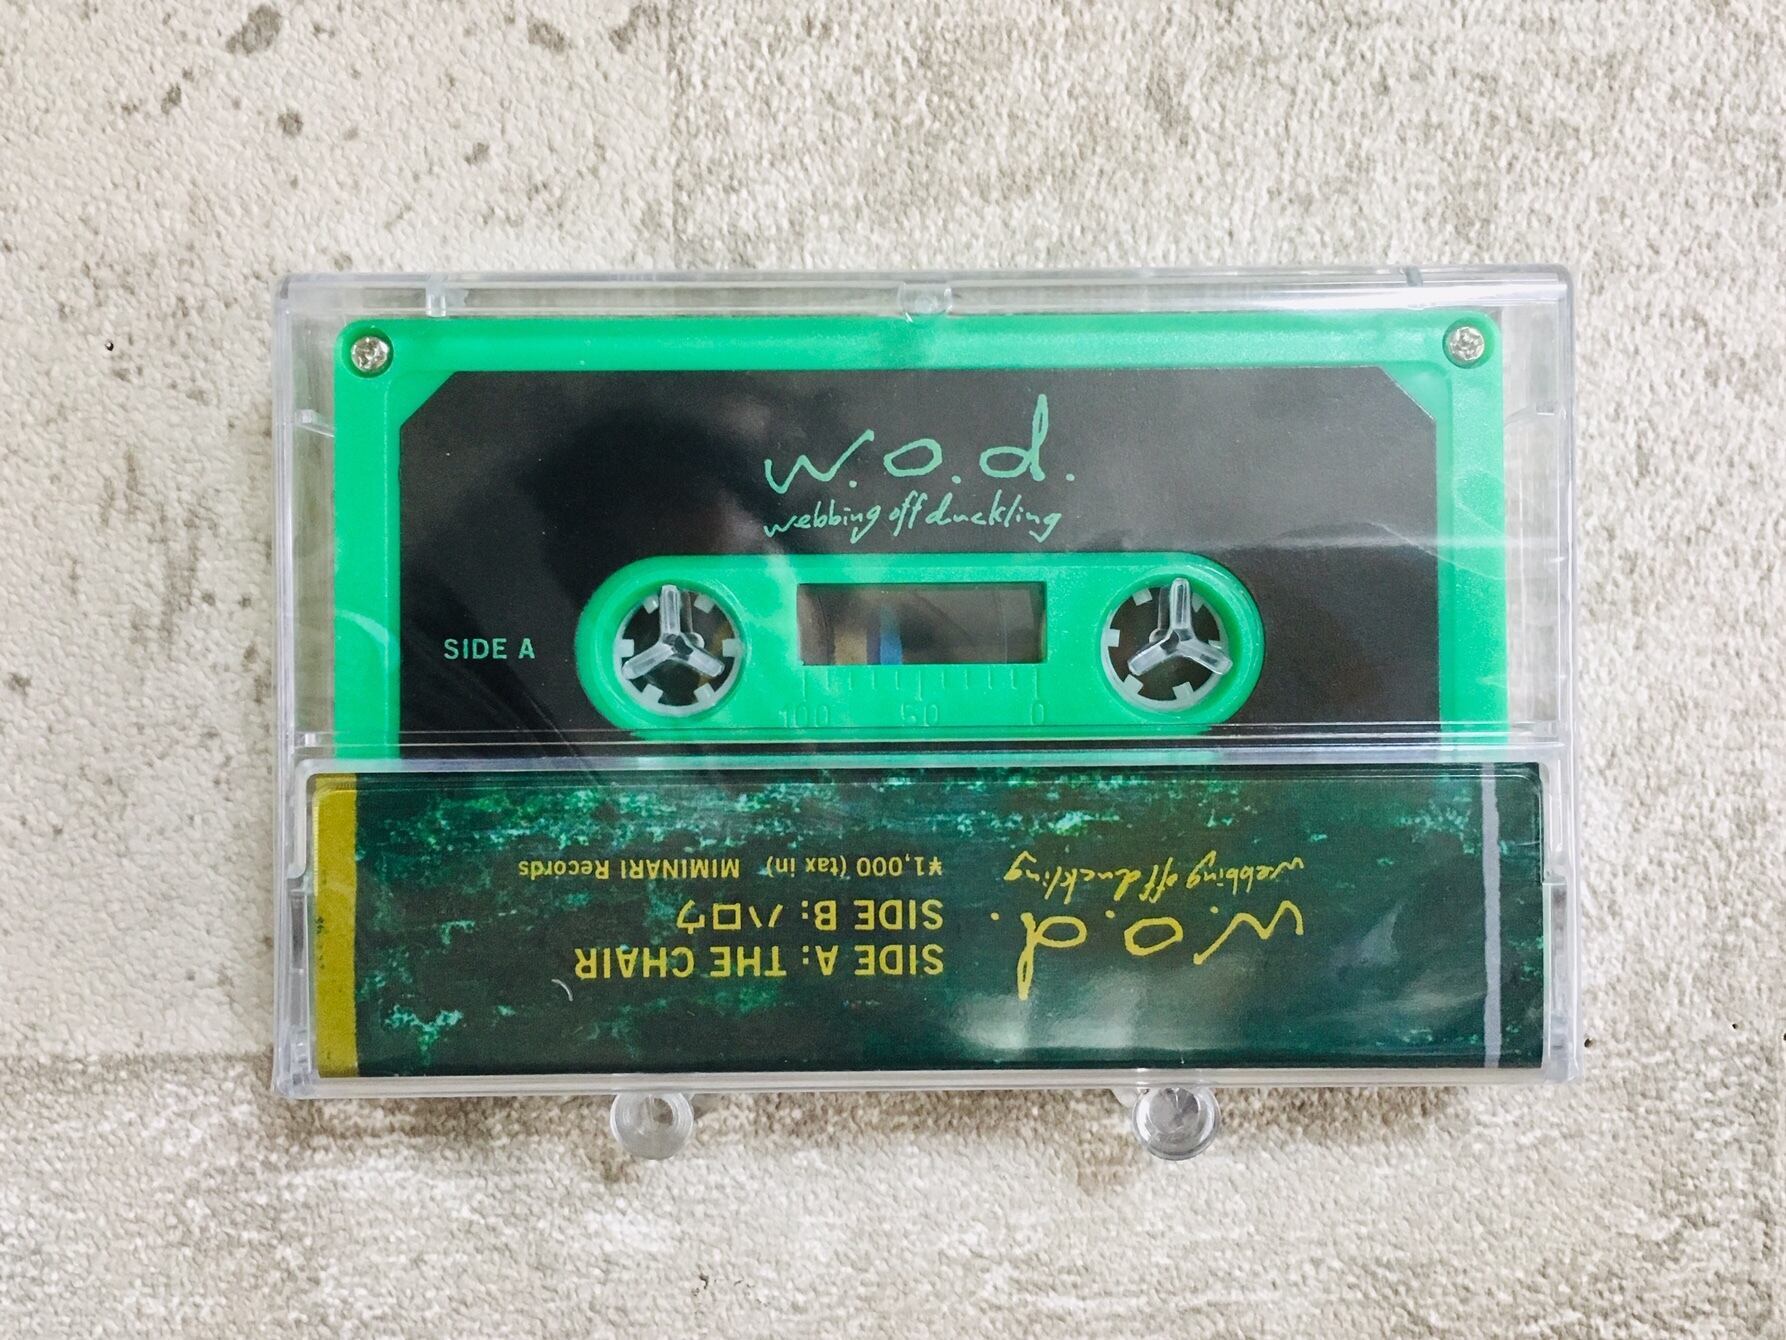 w.o.d.
webbing off duckling
SIDE A
100 50 0
w.o.d.
webbing off duckling
SIDE A: THE CHAIR
SIDE B: ハロウ
¥1,000 (tax in) MIMINARI Records